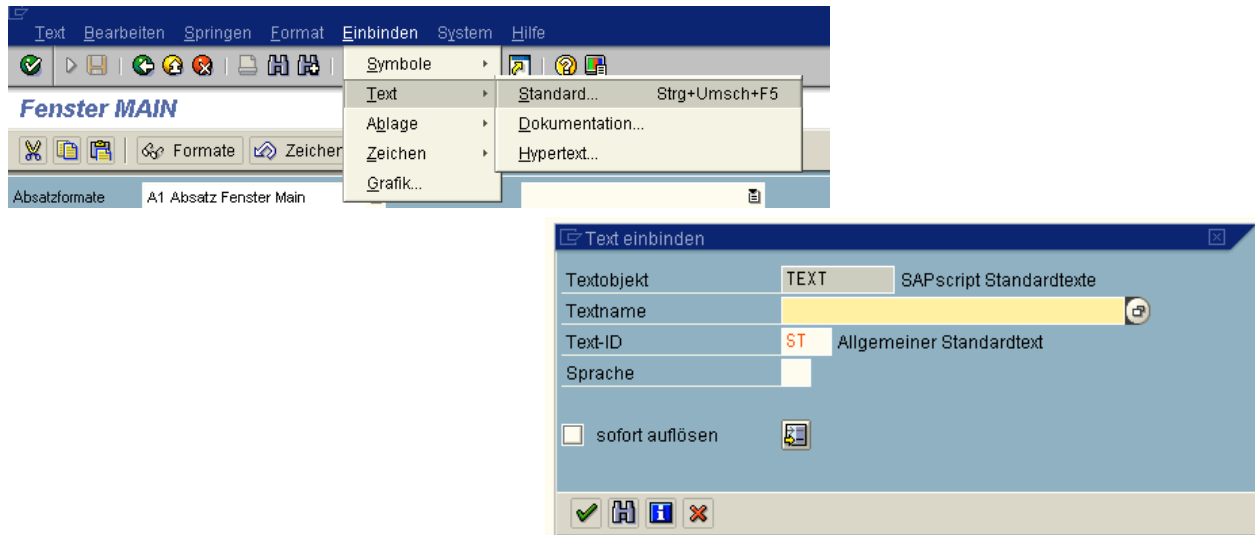 Text Bearbeiten Springen Format Einbinden System Hilfe
Symbole
Fenster MAIN
Text Standard... Strg+Umsch+F5
Ablage Dokumentation...
Formate Zeicher Zeichen Hypertext...
Grafik...
Absatzformate A1 Absatz Fenster Main
Text einbinden
Textobjekt TEXT SAPscript Standardtexte
Textname
Text-ID ST Allgemeiner Standardtext
Sprache
sofort auflösen